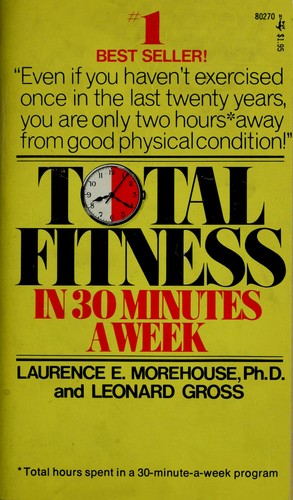 #1
80270
$1.95
BEST SELLER!
"Even if you haven't exercised
once in the last twenty years,
you are only two hours*away
from good physical condition!"
TOTAL
FITNESS
IN 30 MINUTES
A WEEK
LAURENCE E. MOREHOUSE, Ph.D.
and LEONARD GROSS
*Total hours spent in a 30-minute-a-week program